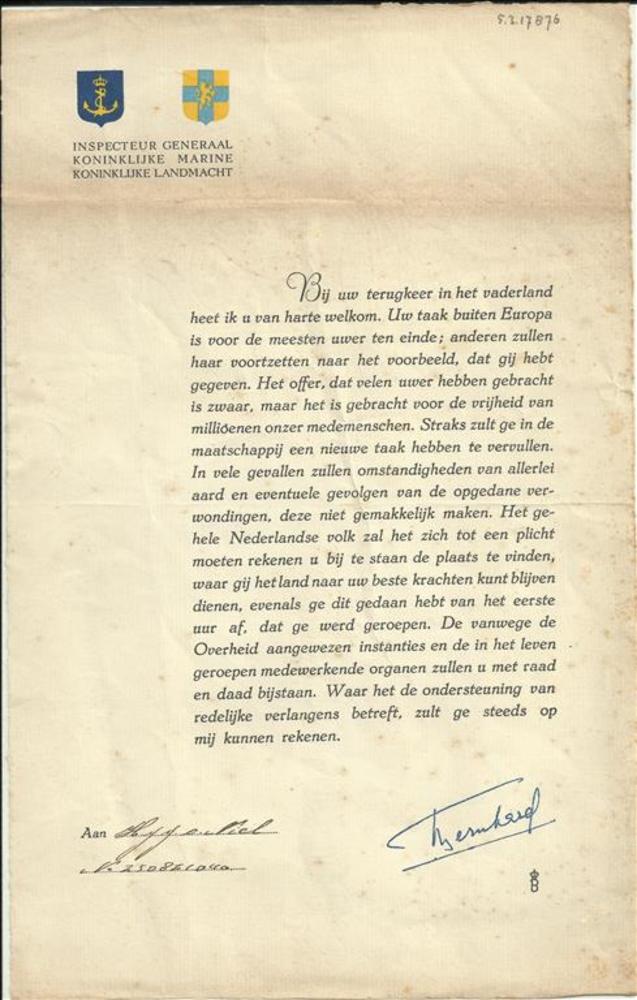 5.2.17876
INSPECTEUR GENERAAL
KONINKLIJKE MARINE
KONINKLIJKE LANDMACHT
Bij uw terugkeer in het vaderland
heet ik u van harte welkom. Uw taak buiten Europa
is voor de meesten uwer ten einde; anderen zullen
haar voortzetten naar het voorbeeld, dat gij hebt
gegeven. Het offer, dat velen uwer hebben gebracht
is zwaar, maar het is gebracht voor de vrijheid van
millioenen onzer medemenschen. Straks zult ge in de
maatschappij een nieuwe taak hebben te vervullen.
In vele gevallen zullen omstandigheden van allerlei
aard en eventuele gevolgen van de opgedane ver-
wondingen, deze niet gemakkelijk maken. Het ge-
hele Nederlandse volk zal het zich tot een plicht
moeten rekenen u bij te staan de plaats te vinden,
waar gij het land naar uw beste krachten kunt blijven
dienen, evenals ge dit gedaan hebt van het eerste
uur af, dat ge werd geroepen. De vanwege de
Overheid aangewezen instanties en de in het leven
geroepen medewerkende organen zullen u met raad
en daad bijstaan. Waar het de ondersteuning van
redelijke verlangens betreft, zult ge steeds op
mij kunnen rekenen.
Aan
Bernhard